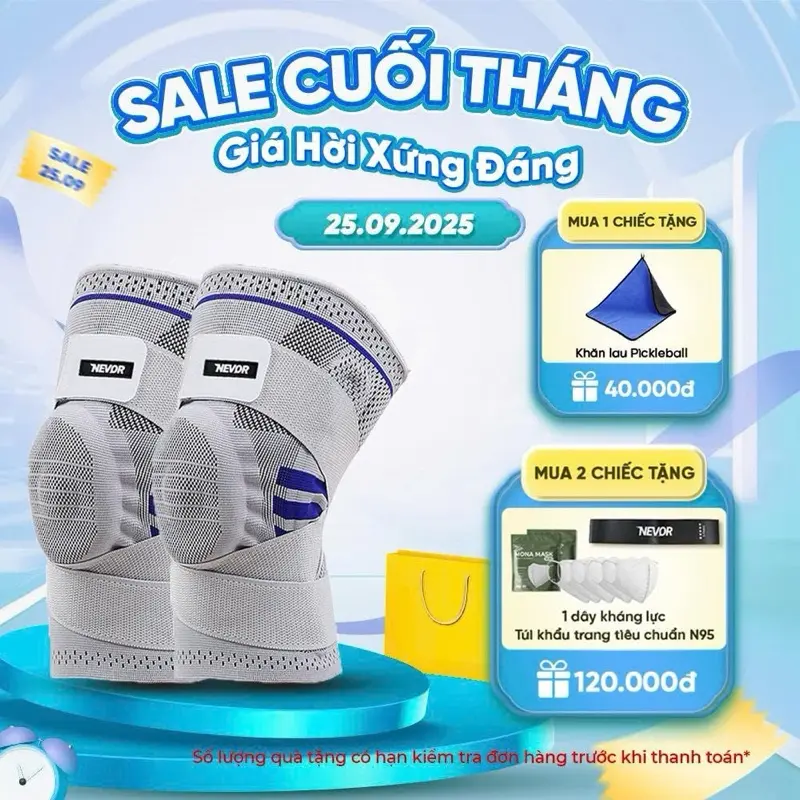 SALE CUỐI THÁNG
Giá Hời Xứng Đáng
SALE
25.09
25.09.2025
MUA 1 CHIẾC TẶNG
Khăn lau Pickleball
40.000đ
NEVOR
NEVOR
MUA 2 CHIẾC TẶNG
NEVOR
MONA MASK
1 dây kháng lực
Túi khẩu trang tiêu chuẩn N95
120.000đ
Số lượng quà tặng có hạn kiểm tra đơn hàng trước khi thanh toán*